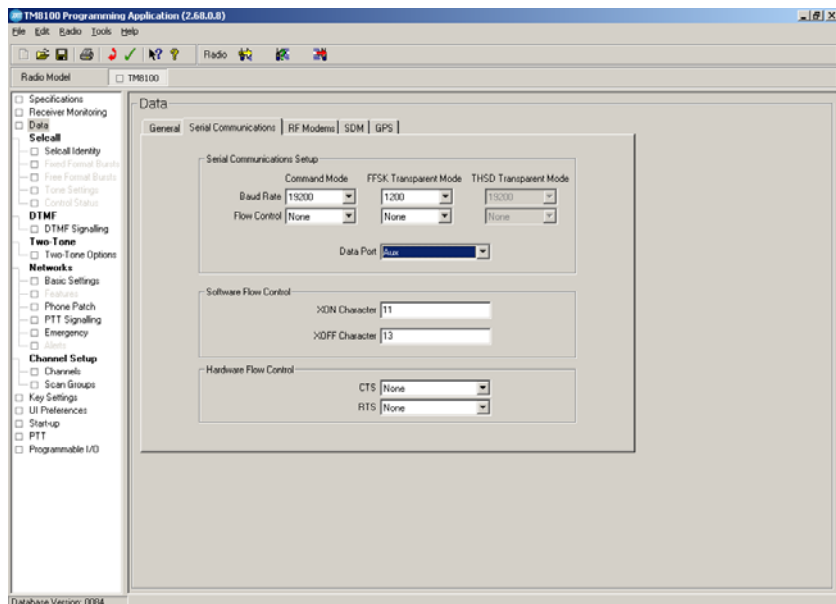 TM8100 Programming Application (2.68.0.8)
File Edit Radio Tools Help
Radio
Radio Model
TM8100
Specifications
Receiver Monitoring
Data
Selcall
Selcall Identity
Fixed Format Bursts
Free Format Bursts
Tone Settings
Control Status
DTMF
DTMF Signalling
Two-Tone
Two-Tone Options
Networks
Basic Settings
Features
Phone Patch
PTT Signalling
Emergency
Alerts
Channel Setup
Channels
Scan Groups
Key Settings
UI Preferences
Start-up
PTT
Programmable I/O
Data
General Serial Communications RF Modems SDM GPS
Serial Communications Setup
Command Mode FFSK Transparent Mode THSD Transparent Mode
Baud Rate 19200 1200 19200
Flow Control None None None
Data Port Aux
Software Flow Control
XON Character 11
XOFF Character 13
Hardware Flow Control
CTS None
RTS None
Database Version: 0084